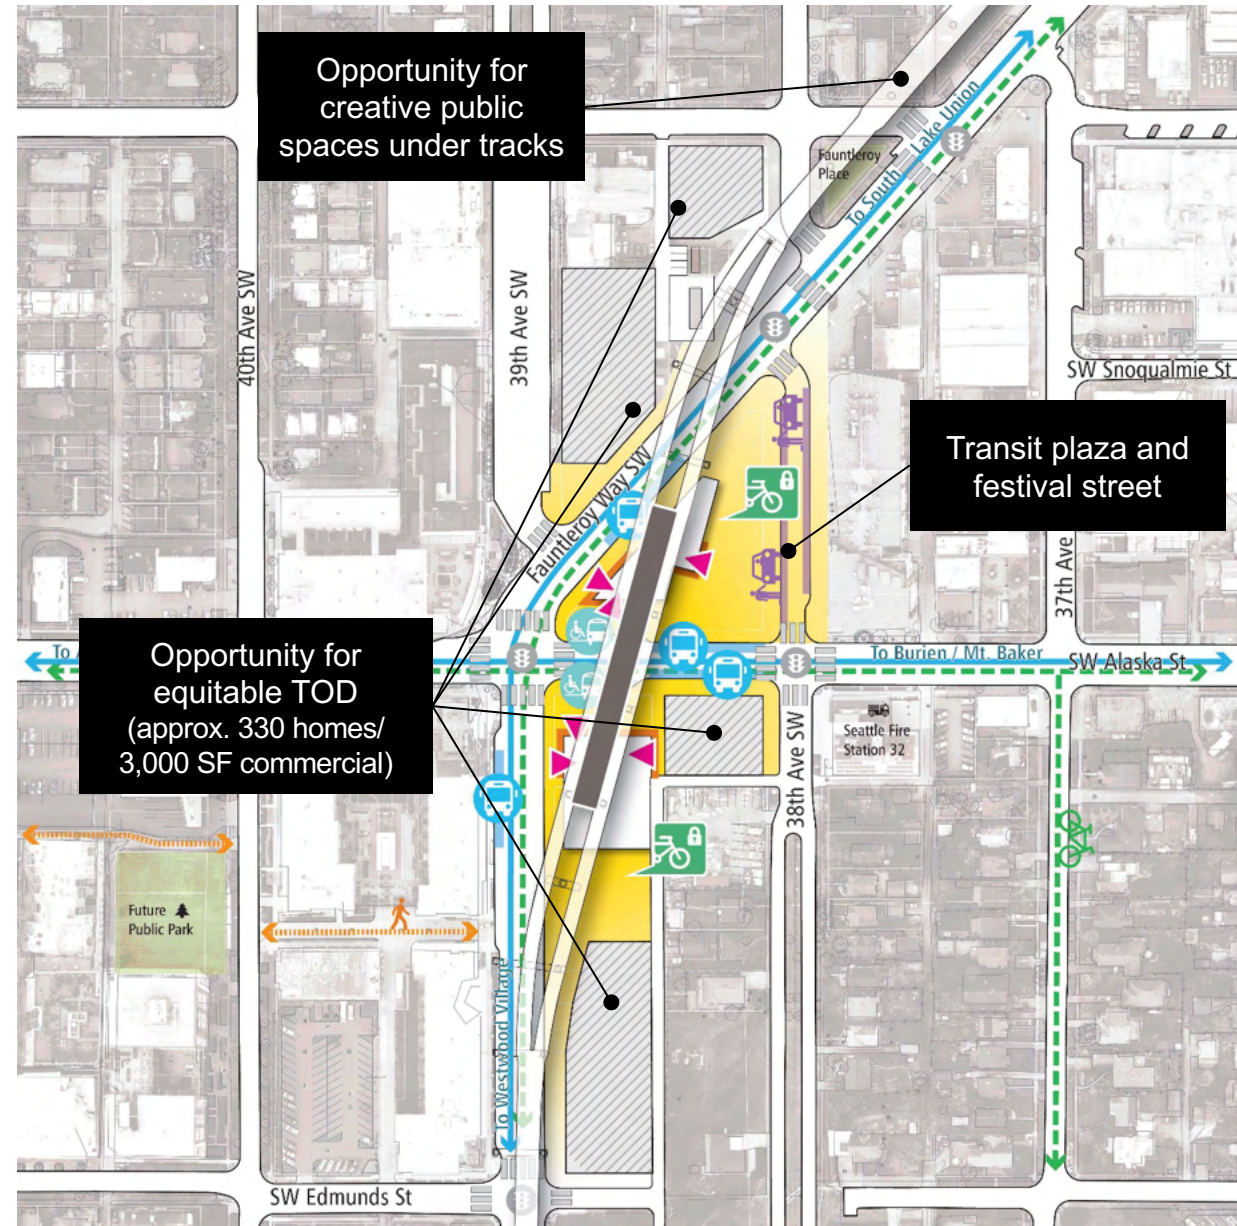 Opportunity for
creative public
spaces under tracks
Fauntleroy
Place
To South Lake Union
40th Ave SW
39th Ave SW
SW Snoqualmie St
Transit plaza and
festival street
Fauntleroy Way SW
37th Ave
To
To Burien / Mt. Baker
SW Alaska St
Opportunity for
equitable TOD
(approx. 330 homes/
3,000 SF commercial)
Seattle Fire
Station 32
38th Ave SW
Future
Public Park
To Westwood Village
SW Edmunds St